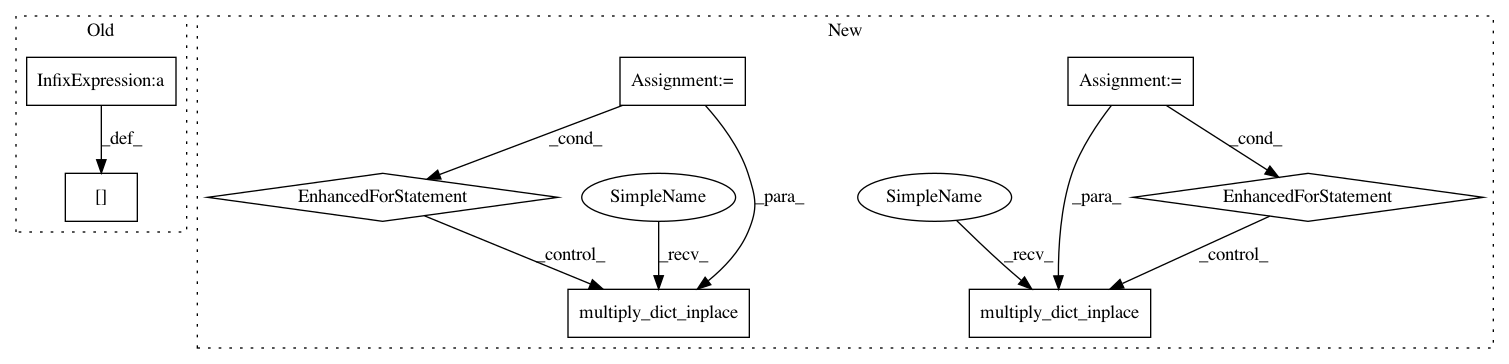 Old
New
InfixExpression:a
Assignment:=
Assignment:=
_def_
_cond_
_cond_
[]
EnhancedForStatement
SimpleName
_para_
SimpleName
_para_
EnhancedForStatement
_control_
_recv_
_recv_
_control_
multiply_dict_inplace
multiply_dict_inplace